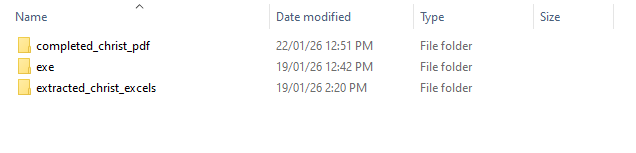 Name Date modified Type Size
completed_christ_pdf 22/01/26 12:51 PM File folder
exe 19/01/26 12:42 PM File folder
extracted_christ_excels 19/01/26 2:20 PM File folder